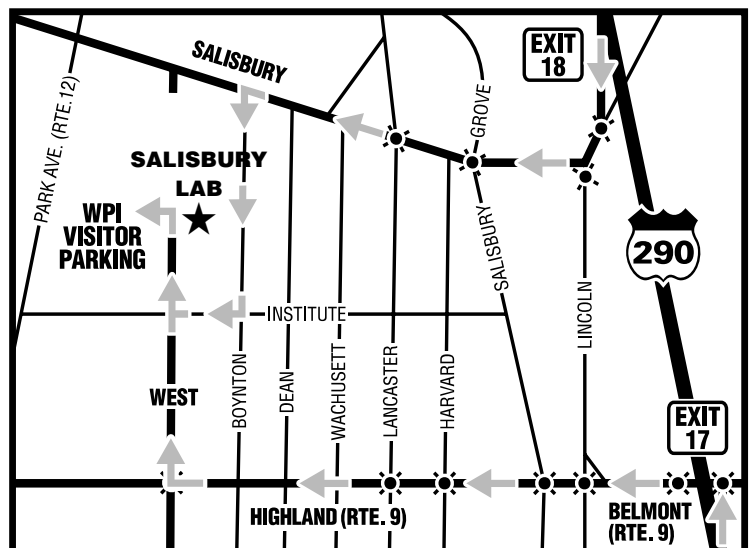 EXIT
18
SALISBURY
GROVE
PARK AVE. (RTE.12)
SALISBURY
LAB
WPI
VISITOR
PARKING
SALISBURY
290
INSTITUTE
LINCOLN
WEST
BOYNTON
DEAN
WACHUSETT
LANCASTER
HARVARD
EXIT
17
HIGHLAND (RTE. 9)
BELMONT
(RTE. 9)